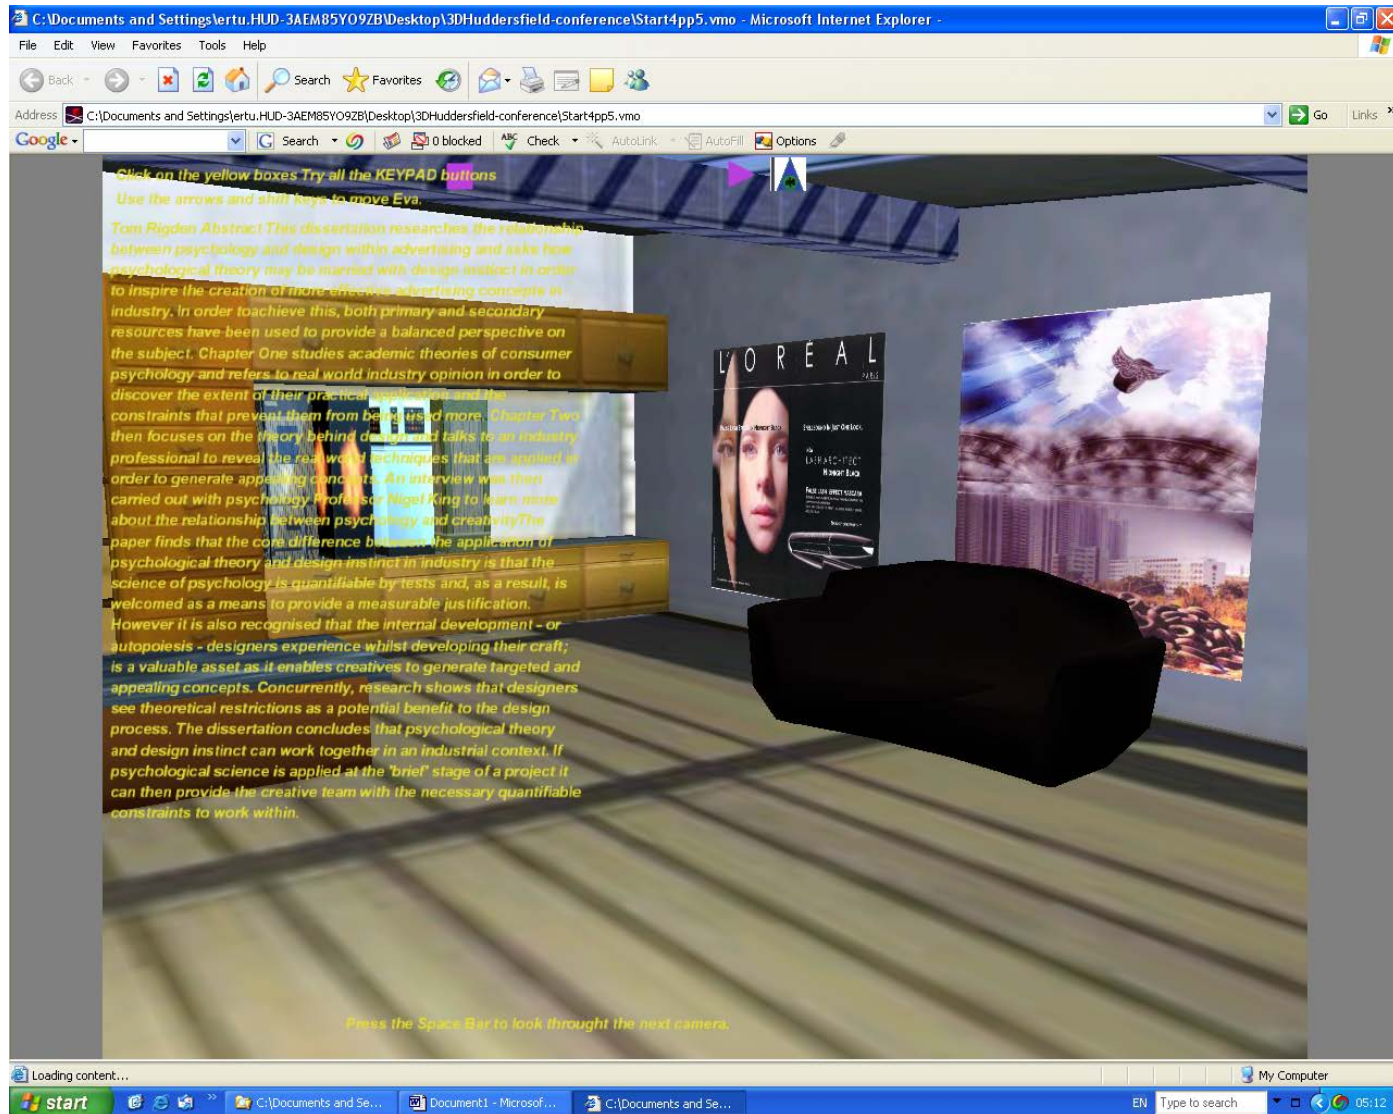 C:\Documents and Settings\ertu.HUD-3AEM85YO9ZB\Desktop\3DHuddersfield-conference\Start4pp5.vmo - Microsoft Internet Explorer -
File Edit View Favorites Tools Help
Back Search Favorites
Address C:\Documents and Settings\ertu.HUD-3AEM85YO9ZB\Desktop\3DHuddersfield-conference\Start4pp5.vmo Go Links »
Google Search 0 blocked ABC Check AutoLink AutoFill Options
Click on the yellow boxes Try all the KEYPAD buttons
Use the arrows and shift keys to move Eva.
Tom Rigden Abstract This dissertation researches the relationship
between psychology and design within advertising and asks how
psychological theory may be married with design instinct in order
to inspire the creation of more effective advertising concepts in
industry. In order toachieve this, both primary and secondary
resources have been used to provide a balanced perspective on
the subject. Chapter One studies academic theories of consumer
psychology and refers to real world industry opinion in order to
discover the extent of their practical application and the
constraints that prevent them from being used more. Chapter Two
then focuses on the theory behind design and talks to an industry
professional to reveal the real world techniques that are applied in
order to generate appealing concepts. An interview was then
carried out with psychology Professor Nigel King to learn more
about the relationship between psychology and creativityThe
paper finds that the core difference between the application of
psychological theory and design instinct in industry is that the
science of psychology is quantifiable by tests and, as a result, is
welcomed as a means to provide a measurable justification.
However it is also recognised that the internal development - or
autopoiesis - designers experience whilst developing their craft;
is a valuable asset as it enables creatives to generate targeted and
appealing concepts. Concurrently, research shows that designers
see theoretical restrictions as a potential benefit to the design
process. The dissertation concludes that psychological theory
and design instinct can work together in an industrial context. If
psychological science is applied at the 'brief' stage of a project it
can then provide the creative team with the necessary quantifiable
constraints to work within.
L'ORÉAL
PARIS
SPELLBOUND IN JUST ONE LOOK.
LASH ARCHITECT
MIDNIGHT BLACK
FALSE LASH EFFECT MASCARA
Press the Space Bar to look throught the next camera.
Loading content... My Computer
start » C:\Documents and Se... Document1 - Microsof... C:\Documents and Se... EN Type to search 05:12